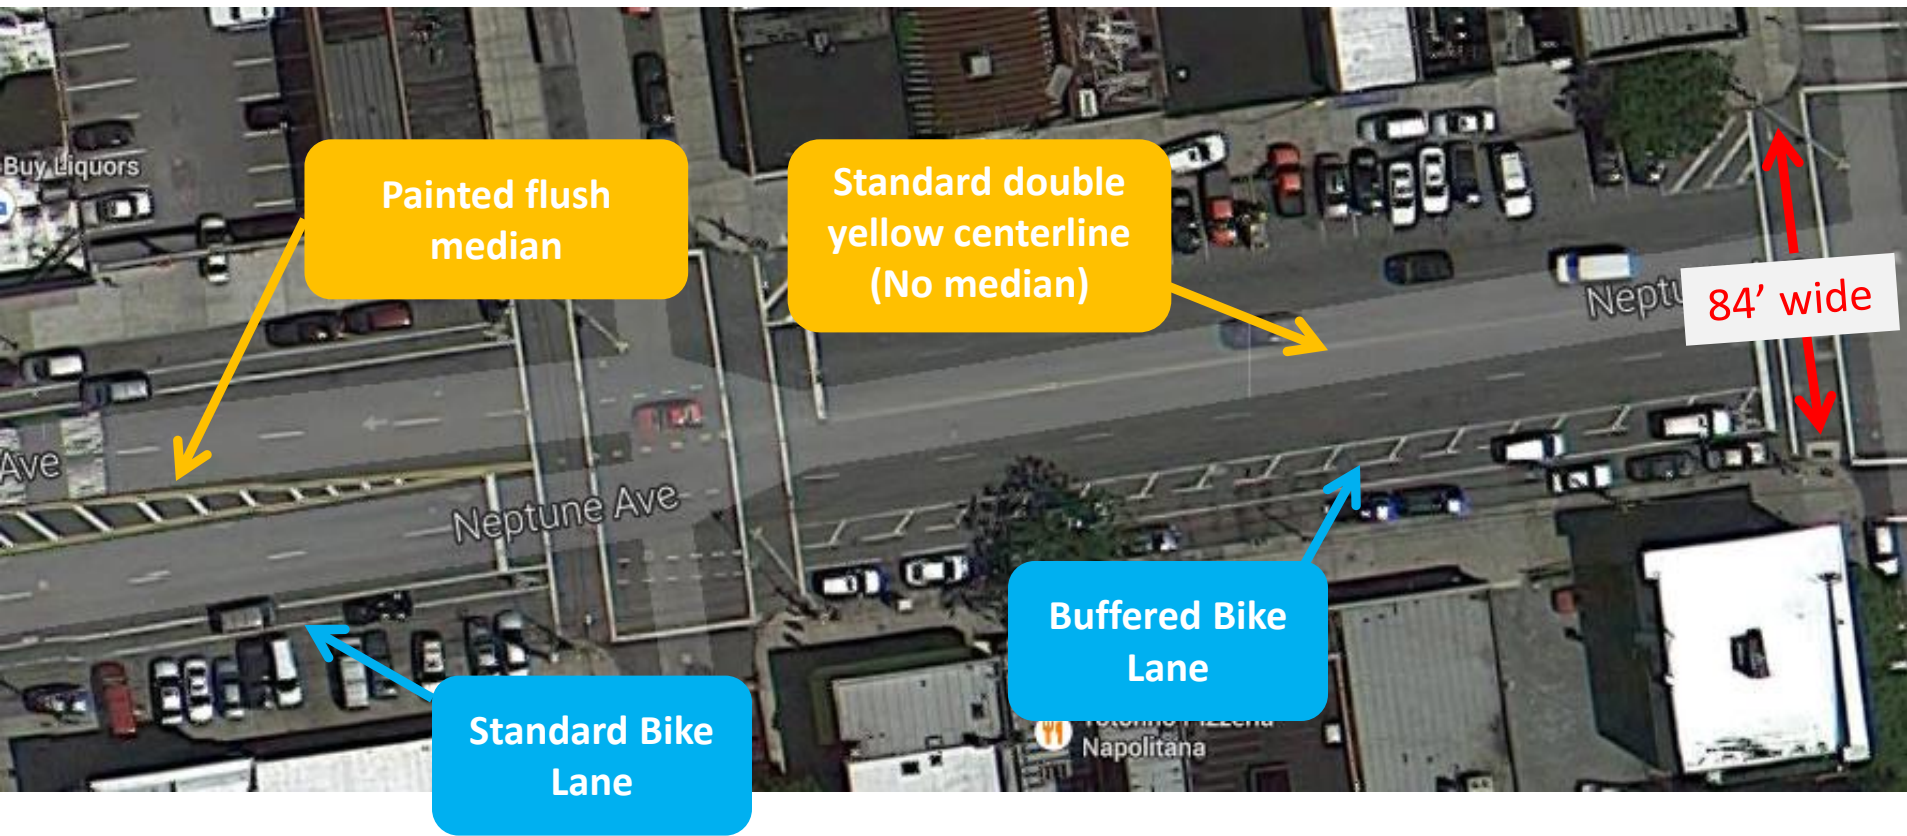 Buy Liquors
Painted flush
median
Standard double
yellow centerline
(No median)
Neptu
84’ wide
Ave
Neptune Ave
Buffered Bike
Lane
Standard Bike
Lane
Napolitana